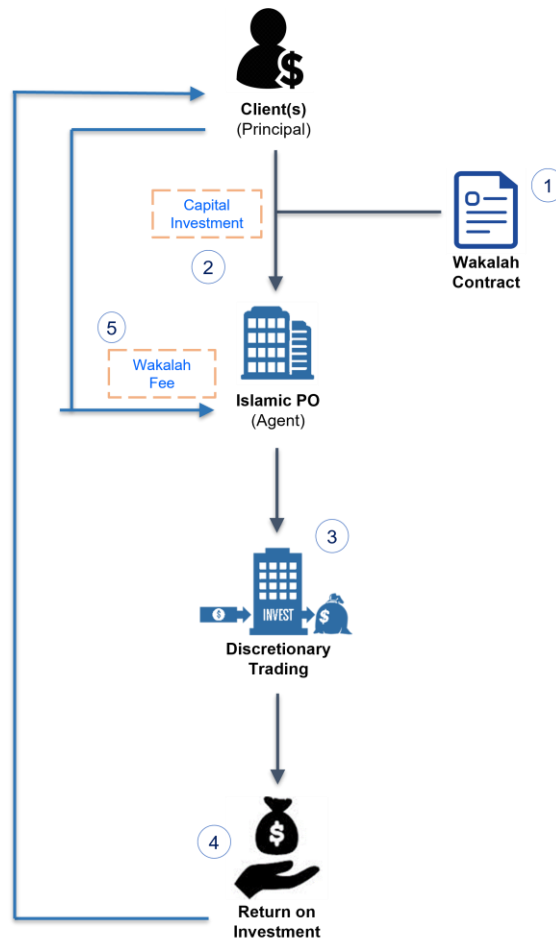 $
Client(s)
(Principal)
1
Wakalah
Contract
Capital
Investment
2
5
Wakalah
Fee
Islamic PO
(Agent)
3
$
INVEST
$
Discretionary
Trading
4
$
Return on
Investment